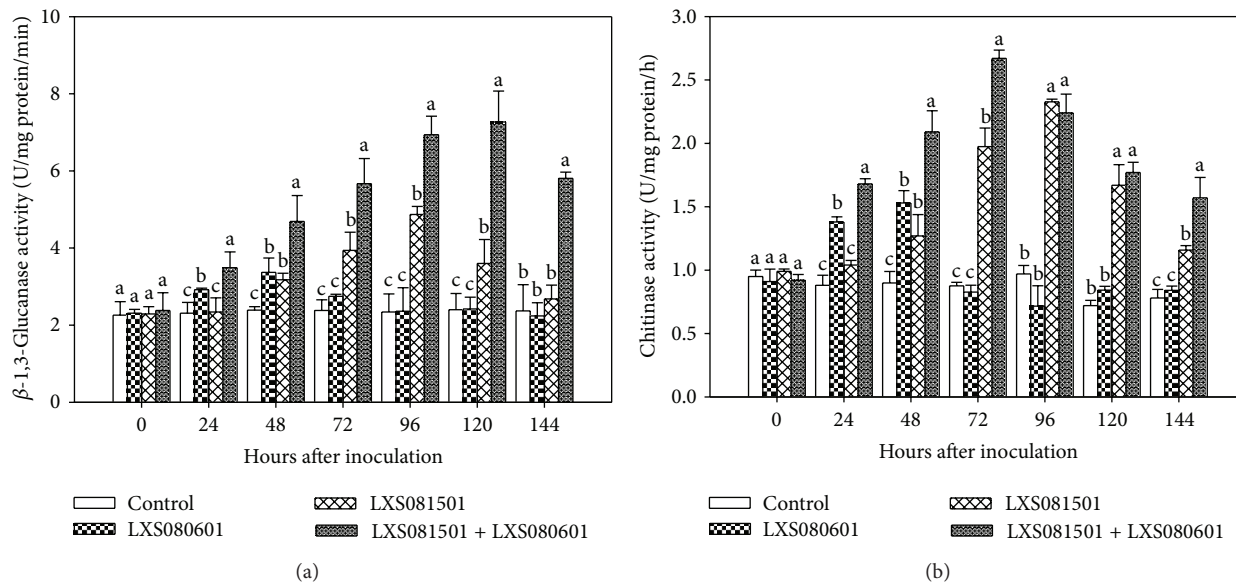 β-1,3-Glucanase activity (U/mg protein/min)
10
8
6
4
2
0
a a a a
c b c a
c b b a
c c b a
c c b a
c c b a
b b b a
0 24 48 72 96 120 144
Hours after inoculation
Control
LXS080601
LXS081501
LXS081501 + LXS080601
(a)
Chitinase activity (U/mg protein/h)
3.0
2.5
2.0
1.5
1.0
0.5
0.0
a a a a
c b c a
c b b a
c c b a
b b a a
b b a a
c c b a
0 24 48 72 96 120 144
Hours after inoculation
Control
LXS080601
LXS081501
LXS081501 + LXS080601
(b)